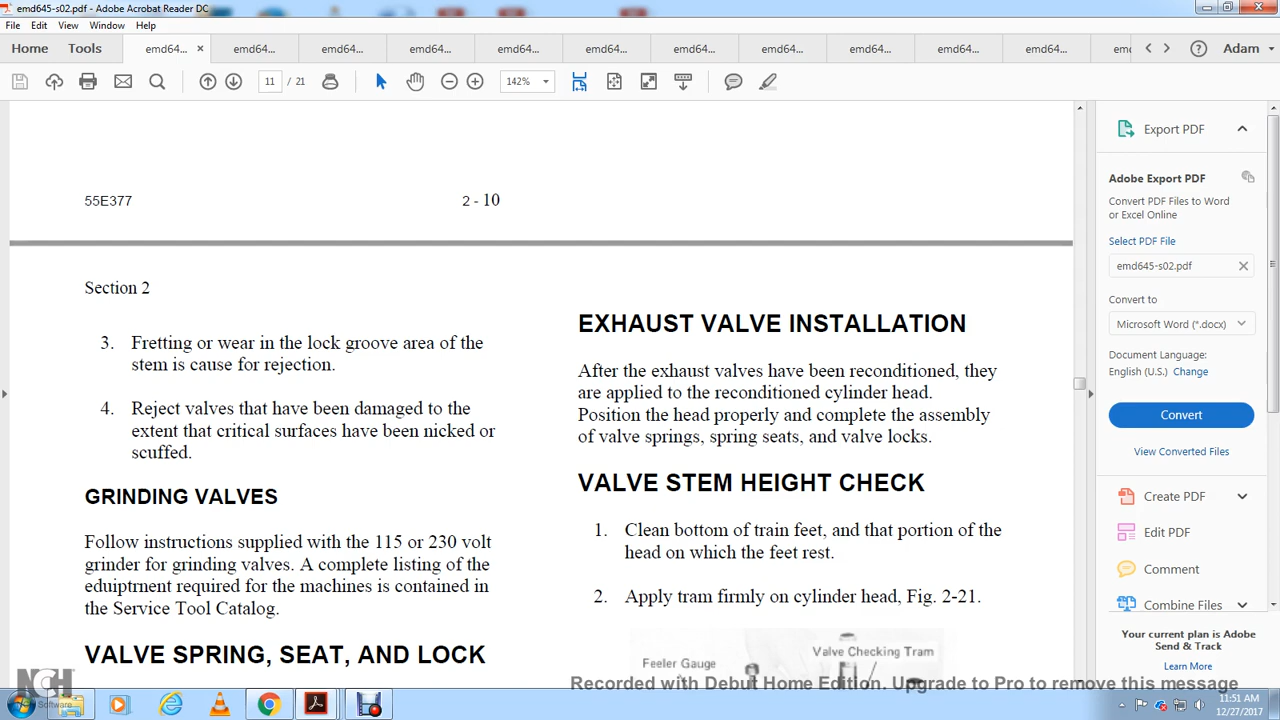 emd645-s02.pdf - Adobe Acrobat Reader DC
File Edit View Window Help
Home Tools emd64... × emd64... emd64... emd64... emd64... emd64... emd64... emd64... emd64... emd64... emd64... Adam
11 / 21 142%
55E377 2 - 10
Section 2
3. Fretting or wear in the lock groove area of the
stem is cause for rejection.
4. Reject valves that have been damaged to the
extent that critical surfaces have been nicked or
scuffed.
GRINDING VALVES
Follow instructions supplied with the 115 or 230 volt
grinder for grinding valves. A complete listing of the
eduiptrnent required for the machines is contained in
the Service Tool Catalog.
VALVE SPRING, SEAT, AND LOCK
EXHAUST VALVE INSTALLATION
After the exhaust valves have been reconditioned, they
are applied to the reconditioned cylinder head.
Position the head properly and complete the assembly
of valve springs, spring seats, and valve locks.
VALVE STEM HEIGHT CHECK
1. Clean bottom of train feet, and that portion of the
head on which the feet rest.
2. Apply tram firmly on cylinder head, Fig. 2-21.
Feeler Gauge
Valve Checking Tram
Export PDF
Adobe Export PDF
Convert PDF Files to Word
or Excel Online
Select PDF File
emd645-s02.pdf
Convert to
Microsoft Word (*.docx)
Document Language:
English (U.S.) Change
Convert
View Converted Files
Create PDF
Edit PDF
Comment
Combine Files
Your current plan is Adobe
Send & Track
Learn More
Recorded with Debut Home Edition. Upgrade to Pro to remove this message
NCH
Software
11:51 AM
12/27/2017